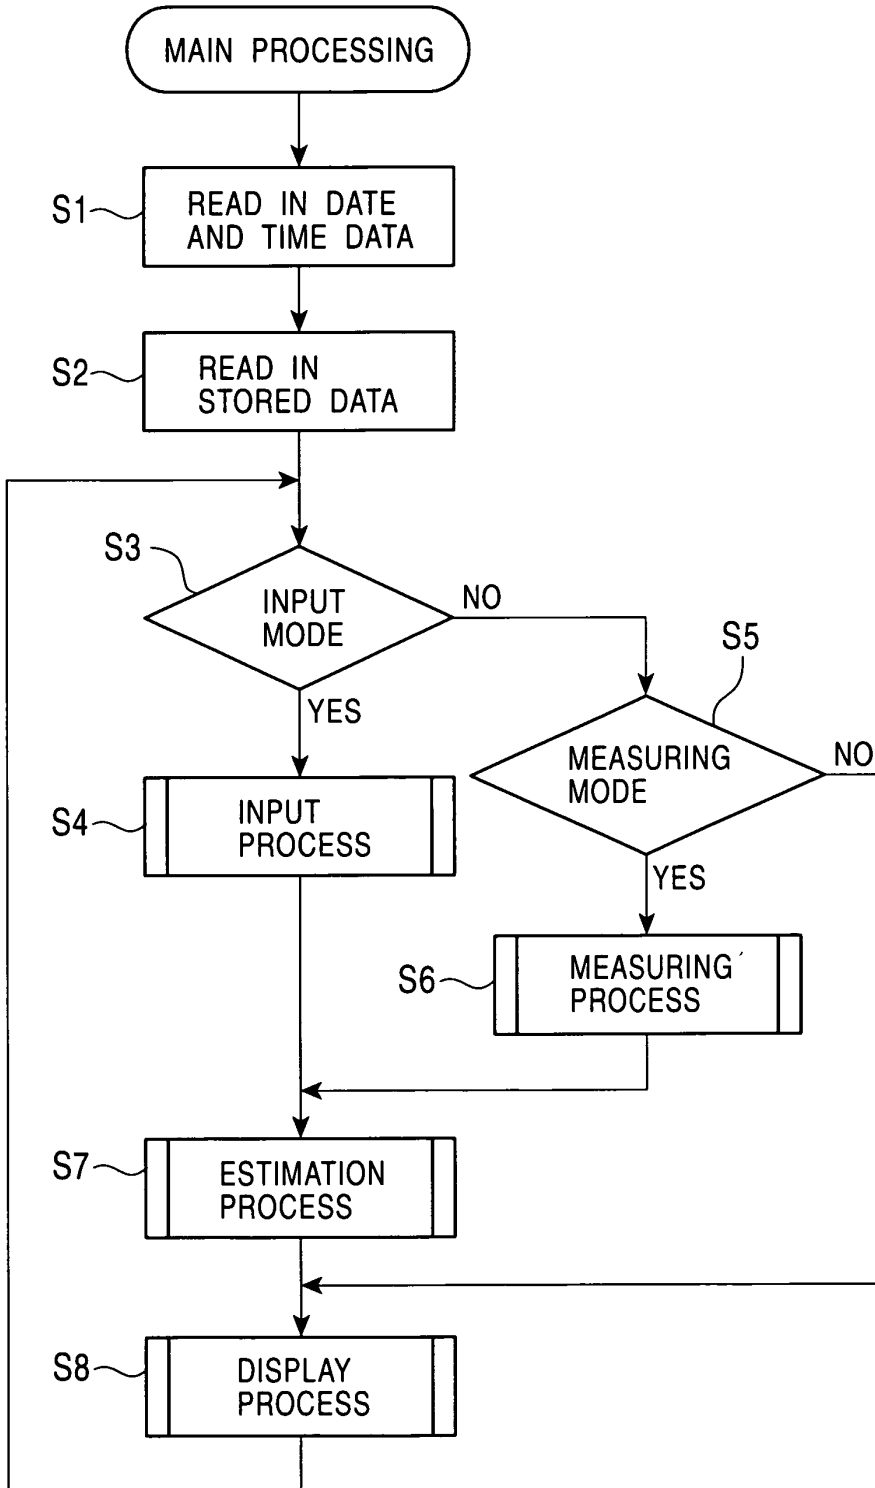 MAIN PROCESSING
S1
READ IN DATE
AND TIME DATA
S2
READ IN
STORED DATA
S3
INPUT
MODE
NO
YES
S5
MEASURING
MODE
NO
YES
S4
INPUT
PROCESS
S6
MEASURING
PROCESS
S7
ESTIMATION
PROCESS
S8
DISPLAY
PROCESS